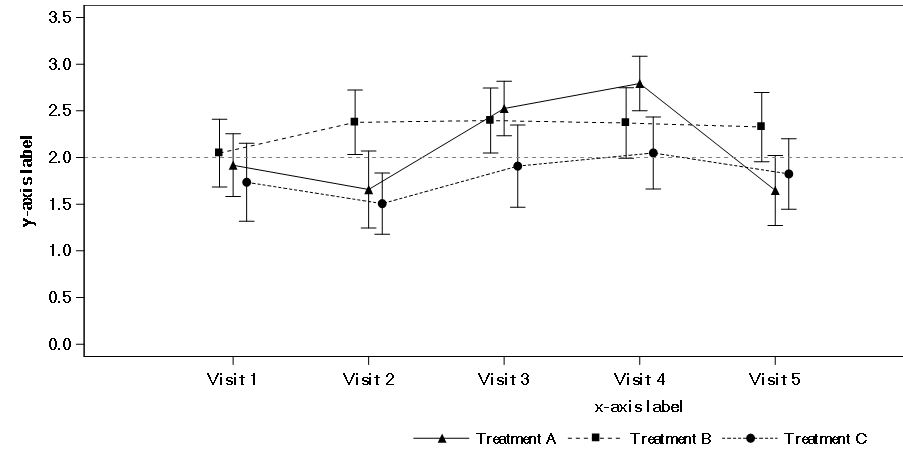 3.5
3.0
2.5
2.0
1.5
1.0
0.5
0.0
y-axis label
Visit 1 Visit 2 Visit 3 Visit 4 Visit 5
x-axis label
Treatment A Treatment B Treatment C